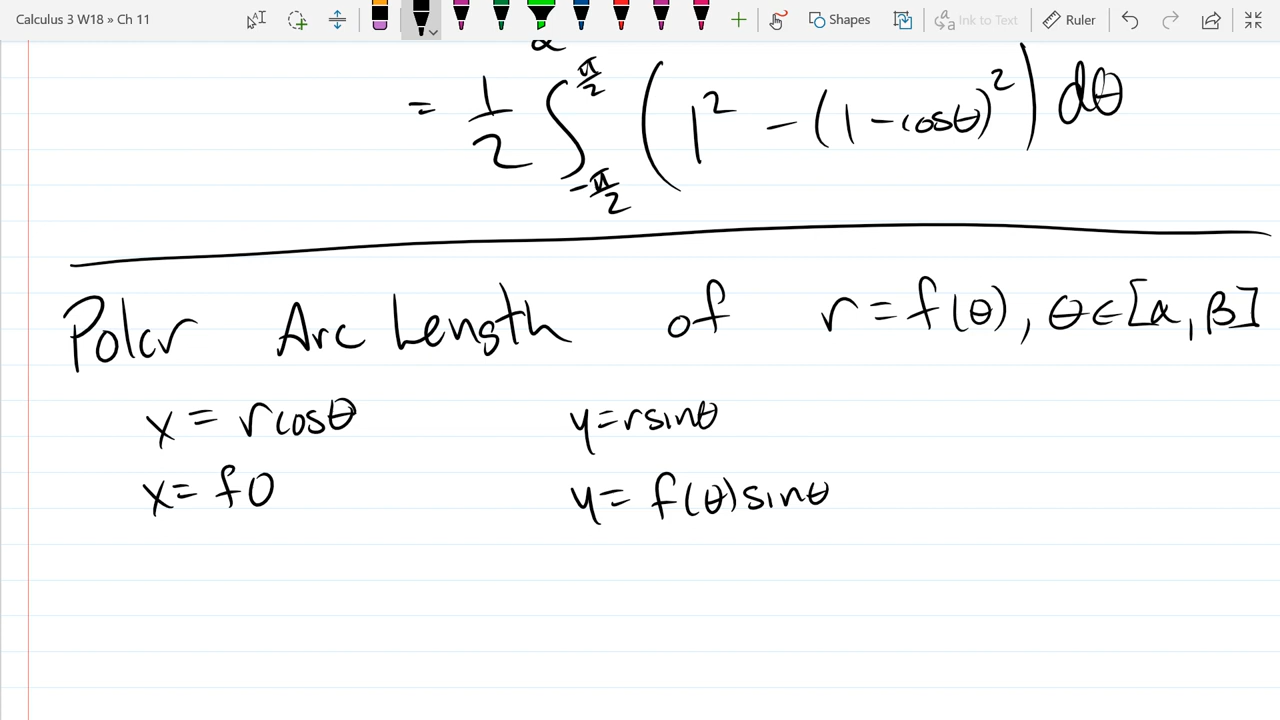 Calculus 3 W18 » Ch 11 Shapes Link to Text Ruler
α
= 1/2 ∫_{-π/2}^{π/2} (1² - (1 - cosθ)²) dθ
Polar Arc Length of r = f(θ), θ ∈ [α, β]
x = r cosθ y = r sinθ
x = f0 y = f(θ) sinθ